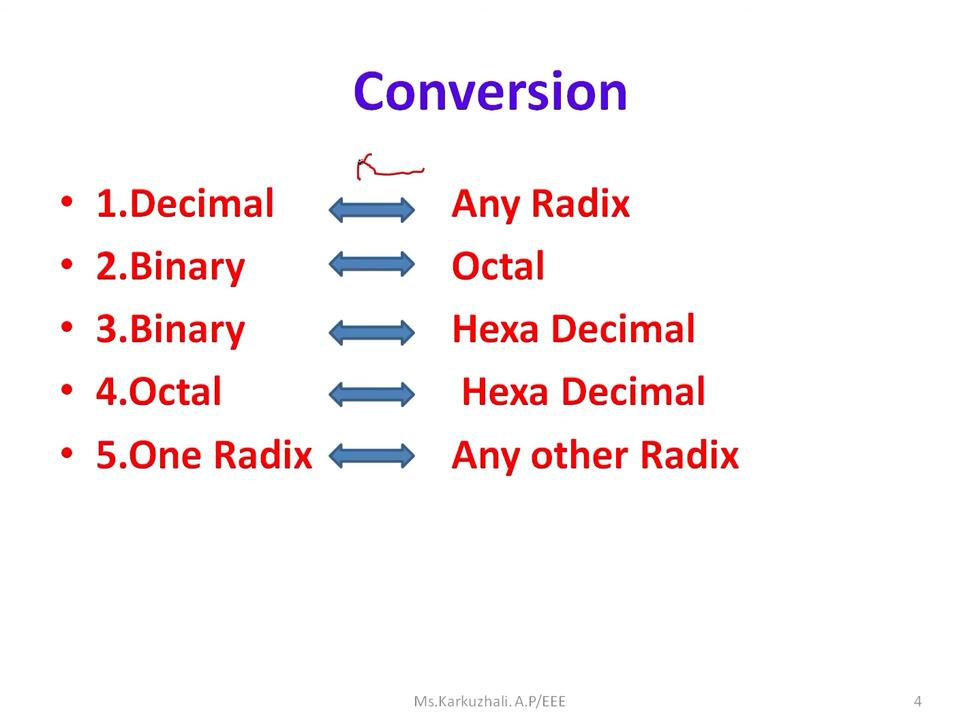 Conversion
• 1.Decimal Any Radix
• 2.Binary Octal
• 3.Binary Hexa Decimal
• 4.Octal Hexa Decimal
• 5.One Radix Any other Radix
Ms.Karkuzhali. A.P/EEE 4